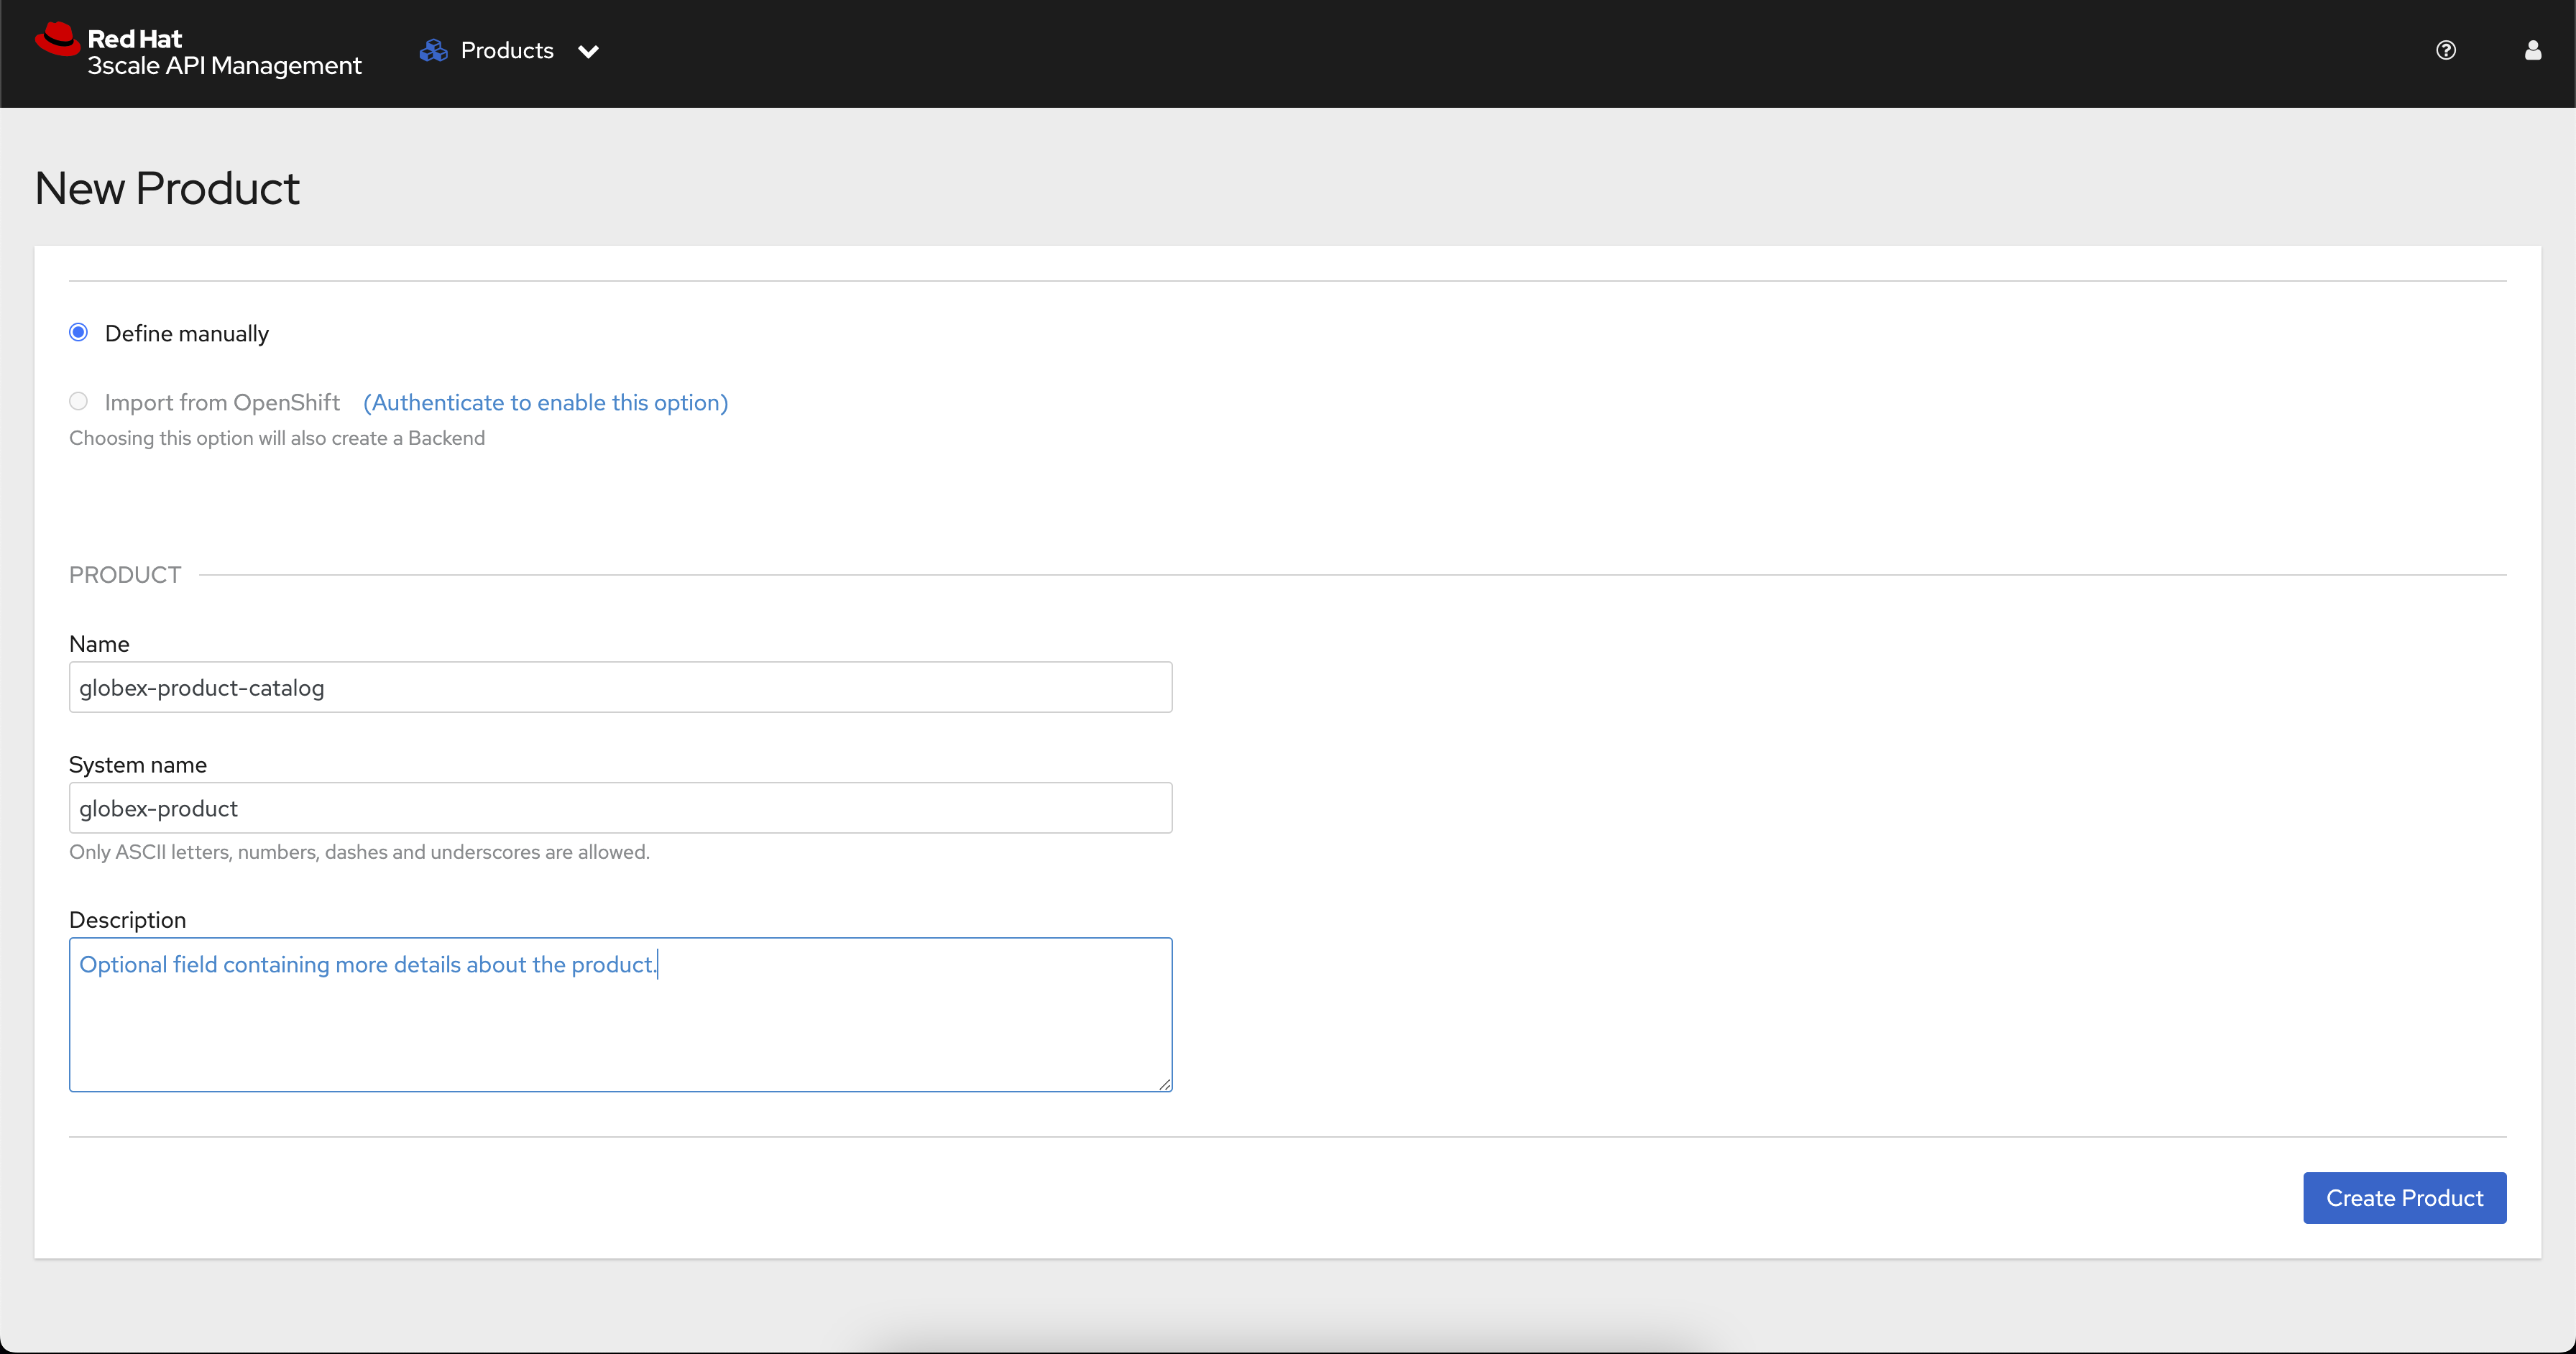 Red Hat
3scale API Management
Products
New Product
Define manually
Import from OpenShift (Authenticate to enable this option)
Choosing this option will also create a Backend
PRODUCT
Name
globex-product-catalog
System name
globex-product
Only ASCII letters, numbers, dashes and underscores are allowed.
Description
Optional field containing more details about the product.
Create Product